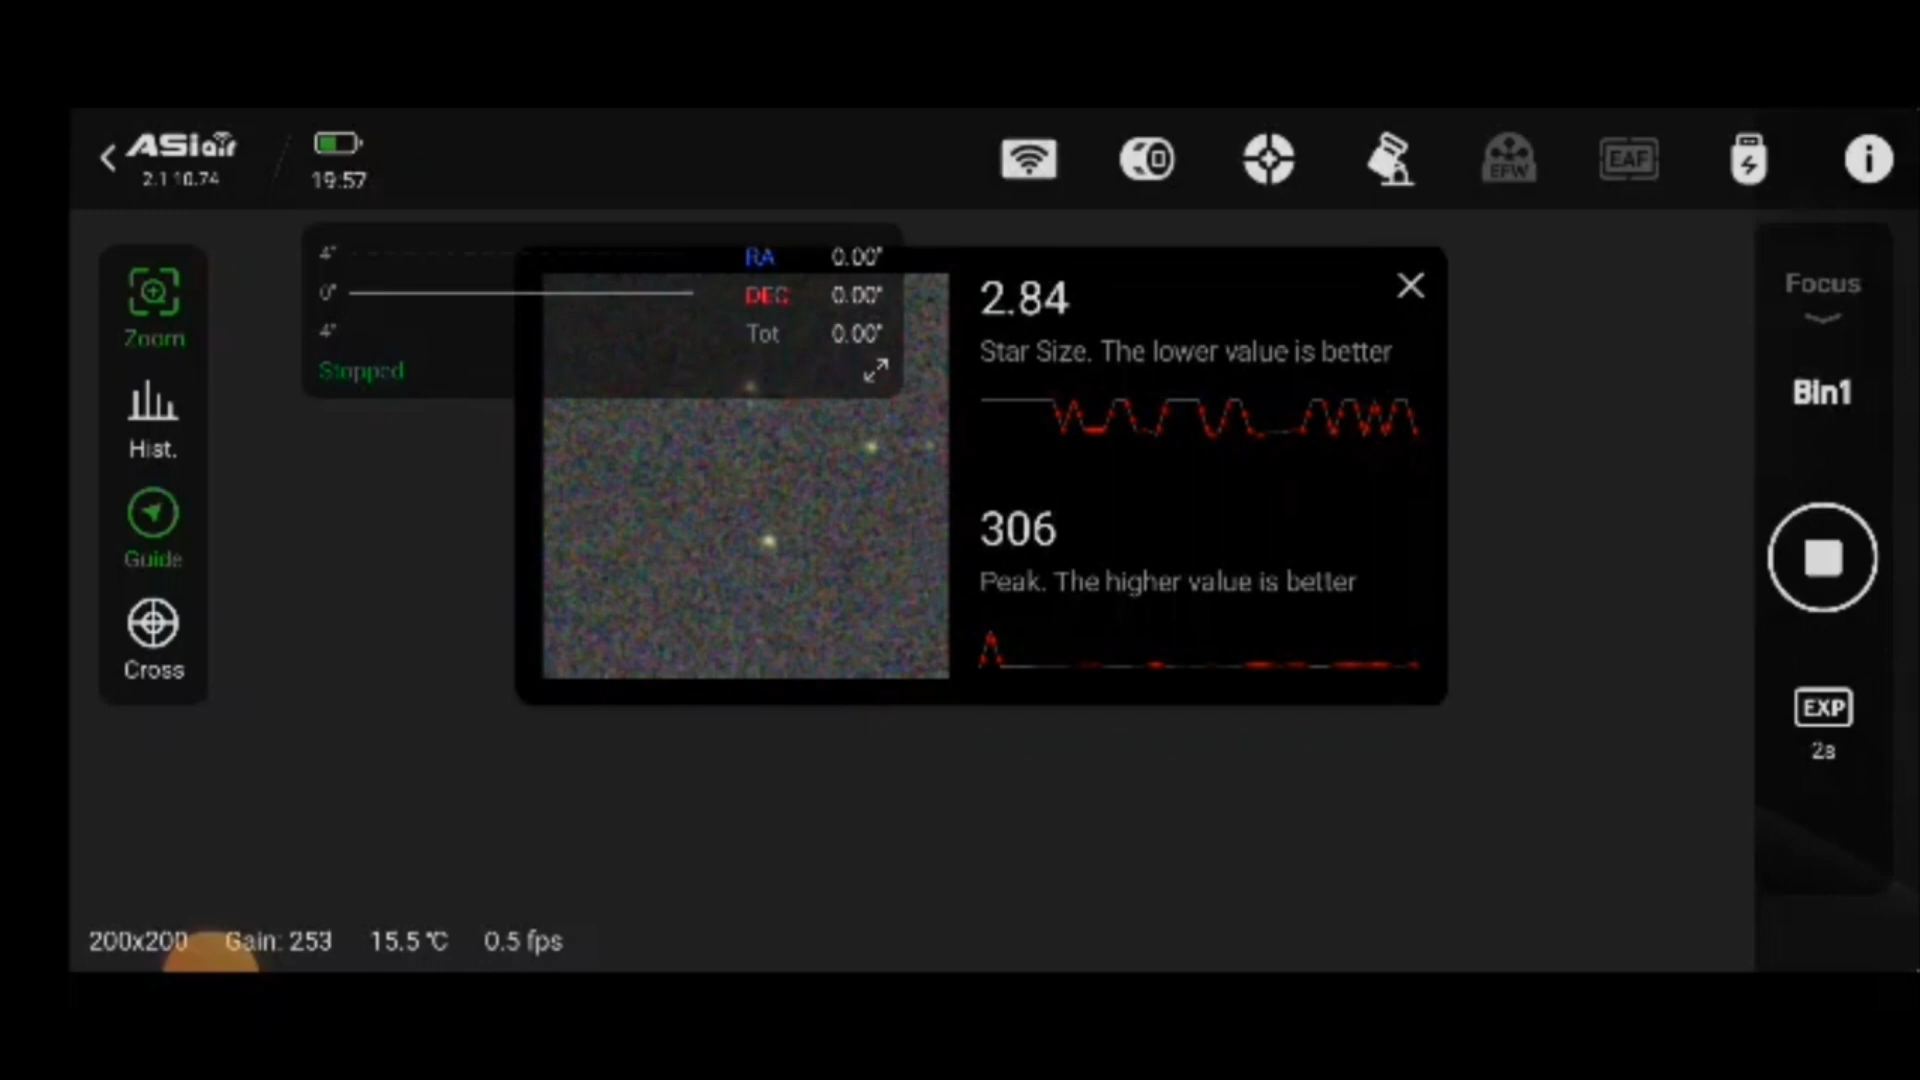 ASIair
2.1 10.74
19:57
EFW
EAF
Zoom
Hist.
Guide
Cross
4"
0"
4"
Stopped
RA 0.00"
DEC 0.00"
Tot 0.00"
2.84
Star Size. The lower value is better
306
Peak. The higher value is better
Focus
Bin1
EXP
2s
200x200 Gain: 253 15.5 ℃ 0.5 fps